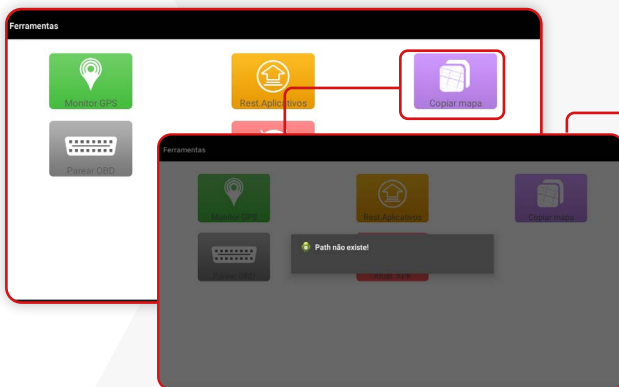 Ferramentas
Monitor GPS
Rest.Aplicativos
Copiar mapa
Parear OBD
Ferramentas
Monitor GPS
Rest.Aplicativos
Copiar mapa
Path não existe!
Parear OBD